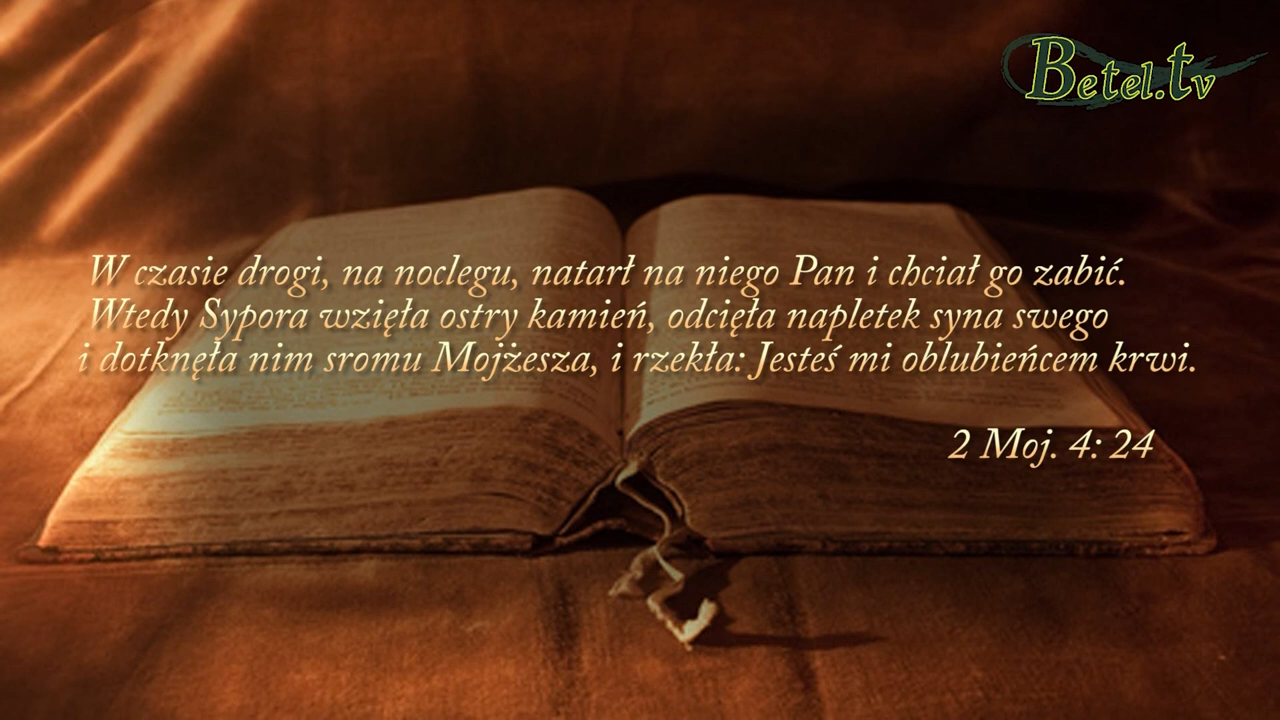 Betel.tv
W czasie drogi, na noclegu, natarł na niego Pan i chciał go zabić.
Wtedy Sypora wzięła ostry kamień, odcięła napletek syna swego
i dotknęła nim sromu Mojżesza, i rzekła: Jesteś mi oblubieńcem krwi.
2 Moj. 4: 24